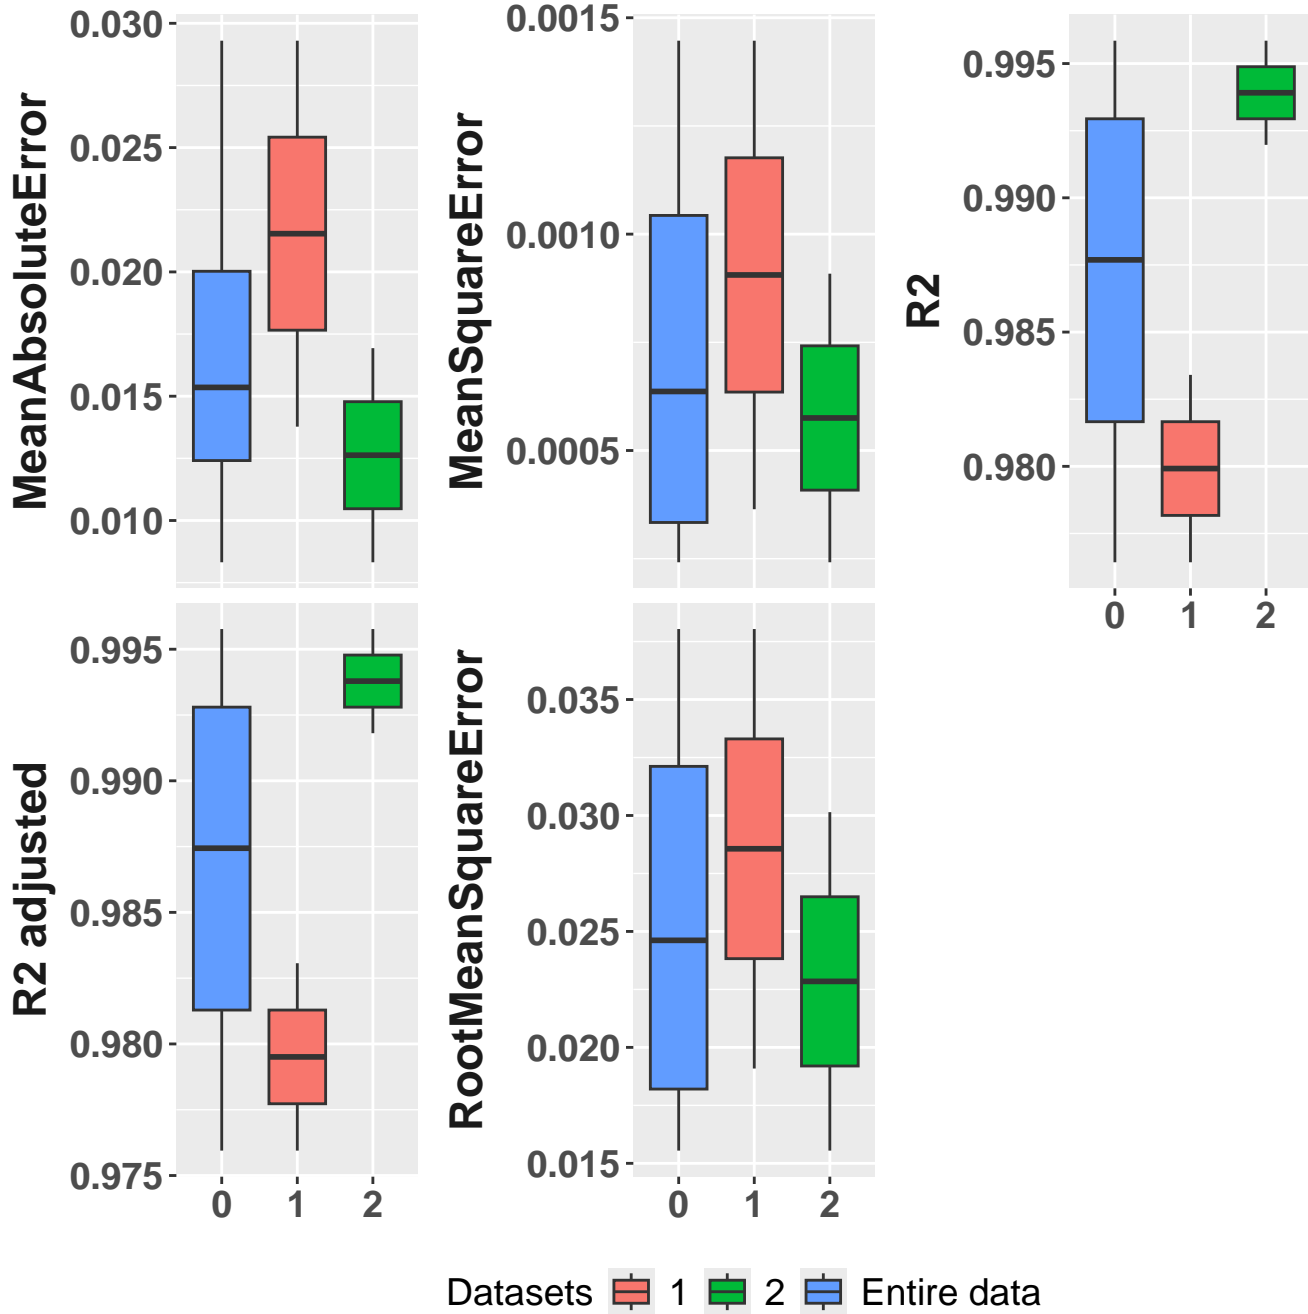 MeanAbsoluteError
0.030
0.025
0.020
0.015
0.010
MeanSquareError
0.0015
0.0010
0.0005
R2
0.995
0.990
0.985
0.980
0 1 2
R2 adjusted
0.995
0.990
0.985
0.980
0.975
0 1 2
RootMeanSquareError
0.035
0.030
0.025
0.020
0.015
0 1 2
Datasets 1 2 Entire data